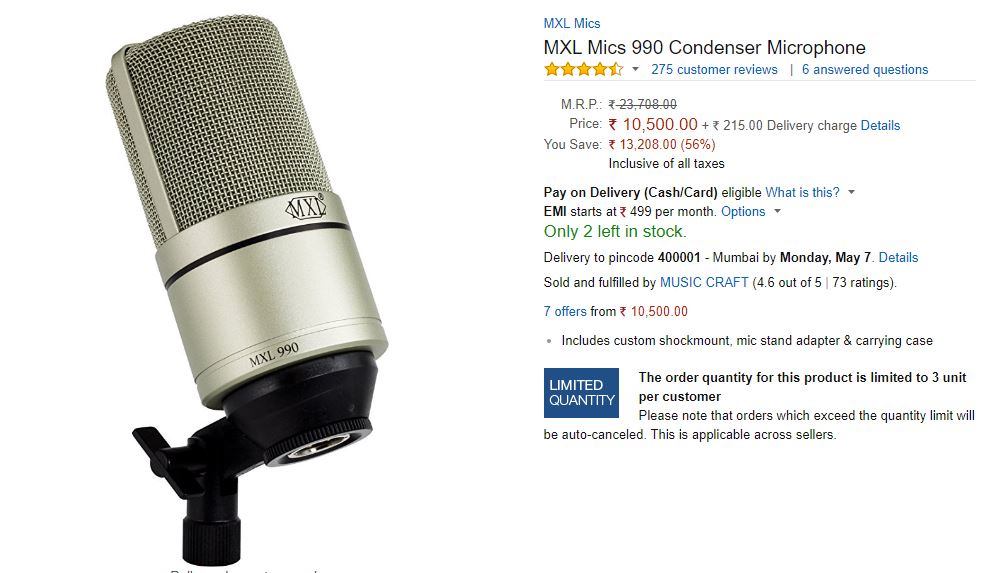 MXL Mics
MXL Mics 990 Condenser Microphone
275 customer reviews | 6 answered questions
M.R.P.: ₹ 23,708.00
Price: ₹ 10,500.00 + ₹ 215.00 Delivery charge Details
You Save: ₹ 13,208.00 (56%)
Inclusive of all taxes
Pay on Delivery (Cash/Card) eligible What is this?
EMI starts at ₹ 499 per month. Options
Only 2 left in stock.
Delivery to pincode 400001 - Mumbai by Monday, May 7. Details
Sold and fulfilled by MUSIC CRAFT (4.6 out of 5 | 73 ratings).
7 offers from ₹ 10,500.00
Includes custom shockmount, mic stand adapter & carrying case
LIMITED
QUANTITY
The order quantity for this product is limited to 3 unit
per customer
Please note that orders which exceed the quantity limit will
be auto-canceled. This is applicable across sellers.
MXL®
MXL 990